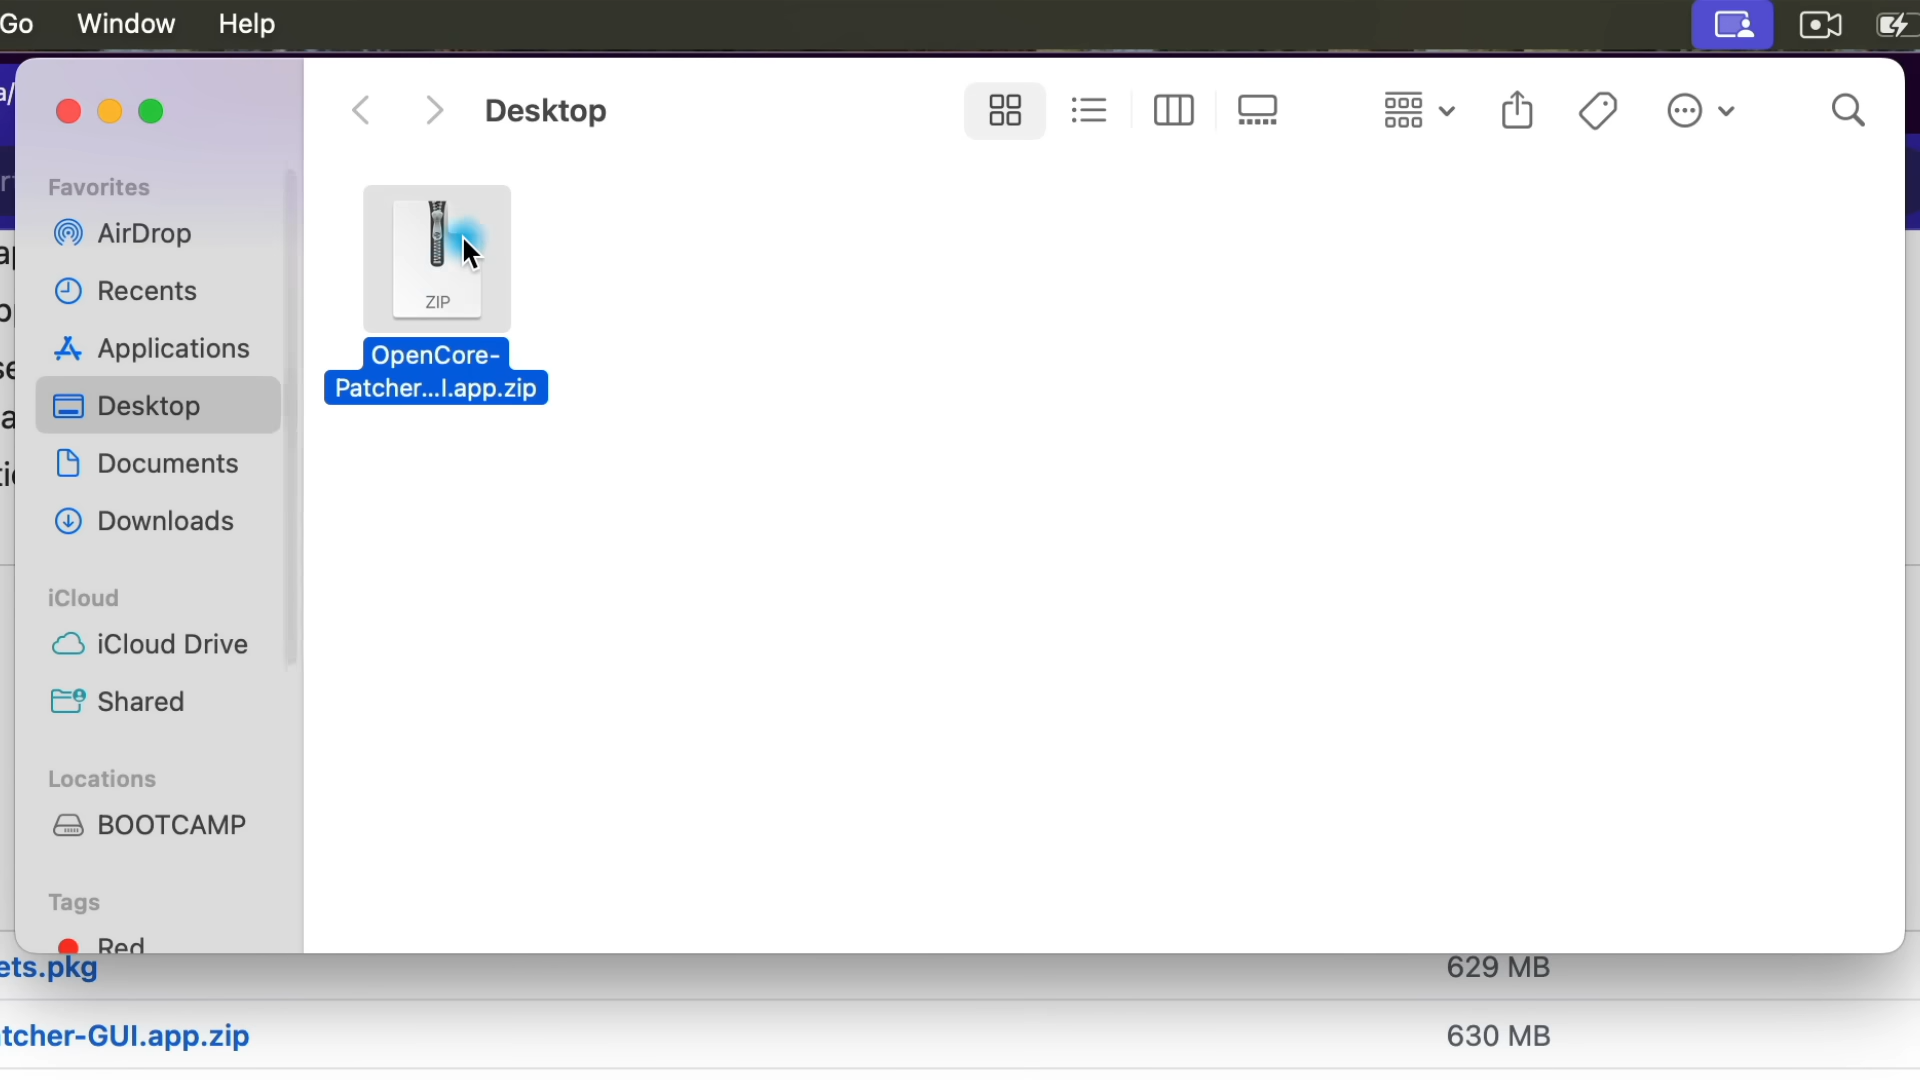 Go Window Help
Desktop
Favorites
AirDrop
Recents
Applications
Desktop
Documents
Downloads
iCloud
iCloud Drive
Shared
Locations
BOOTCAMP
Tags
Red
ZIP
OpenCore-
Patcher...I.app.zip
ets.pkg 629 MB
tcher-GUI.app.zip 630 MB